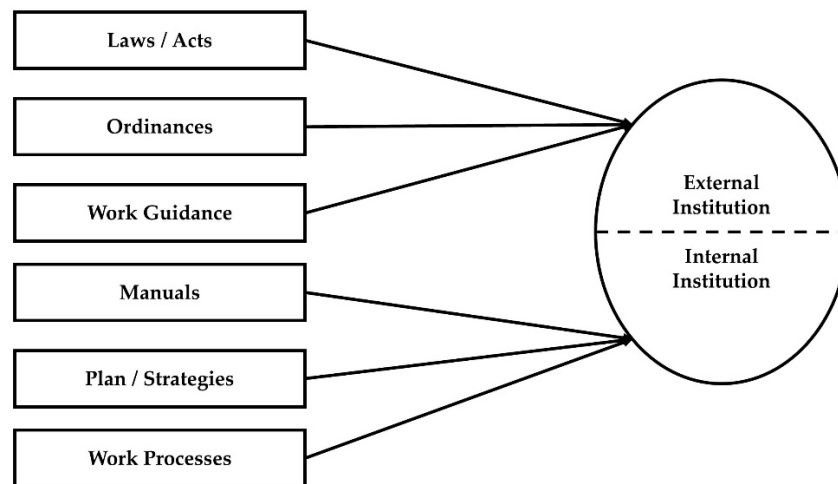 Laws / Acts
Ordinances
Work Guidance
Manuals
Plan / Strategies
Work Processes
External
Institution
Internal
Institution